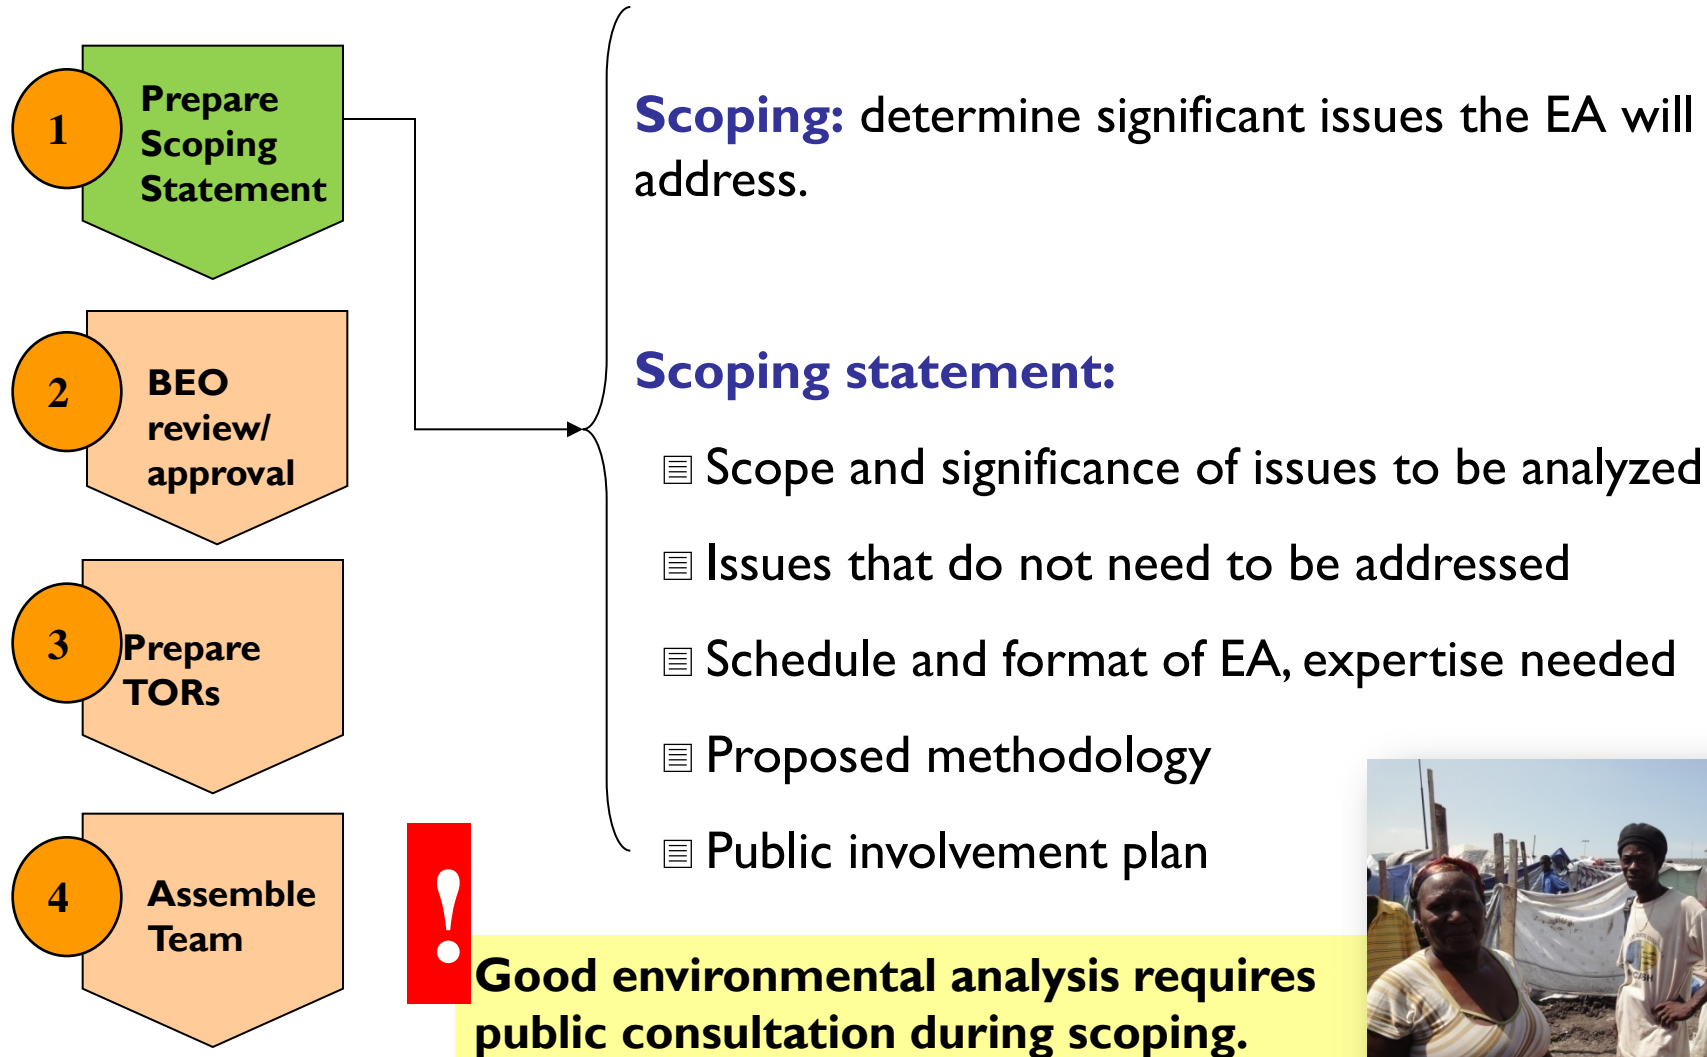 1
Prepare
Scoping
Statement
2
BEO
review/
approval
3
Prepare
TORs
4
Assemble
Team
Scoping: determine significant issues the EA will
address.
Scoping statement:
Scope and significance of issues to be analyzed
Issues that do not need to be addressed
Schedule and format of EA, expertise needed
Proposed methodology
Public involvement plan
!
Good environmental analysis requires
public consultation during scoping.